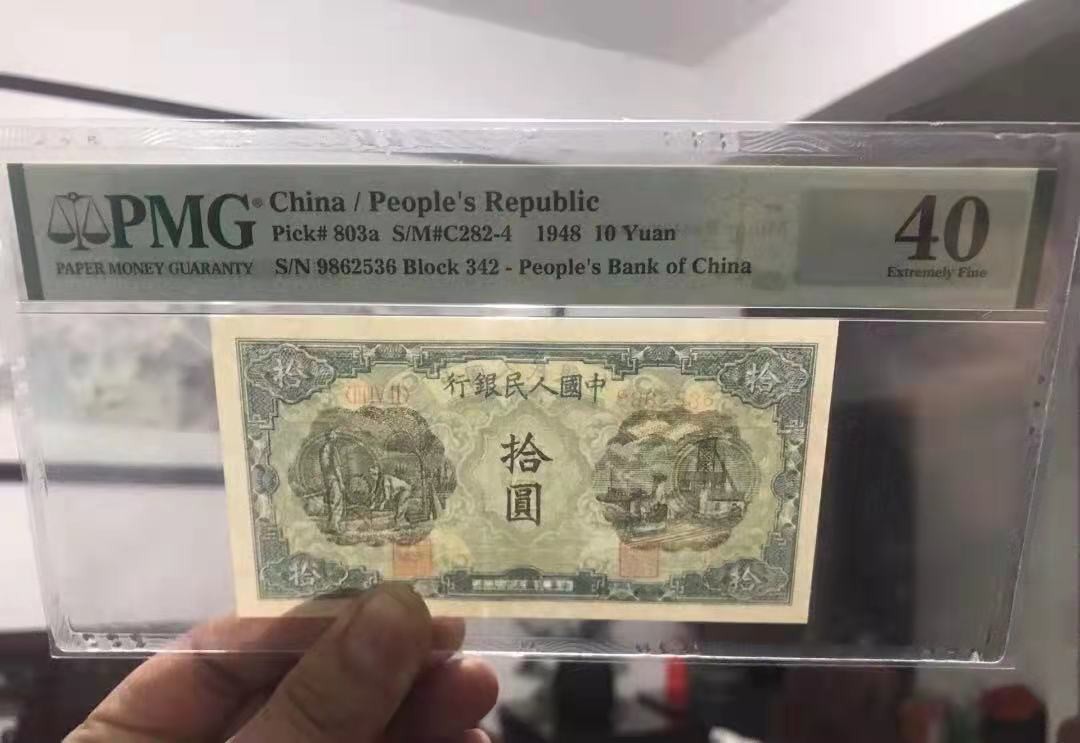 PMG®
PAPER MONEY GUARANTY
China / People's Republic
Pick# 803a S/M#C282-4 1948 10 Yuan
S/N 9862536 Block 342 - People's Bank of China
40
Extremely Fine
拾
行銀民人國中
拾
拾
圓
拾
拾